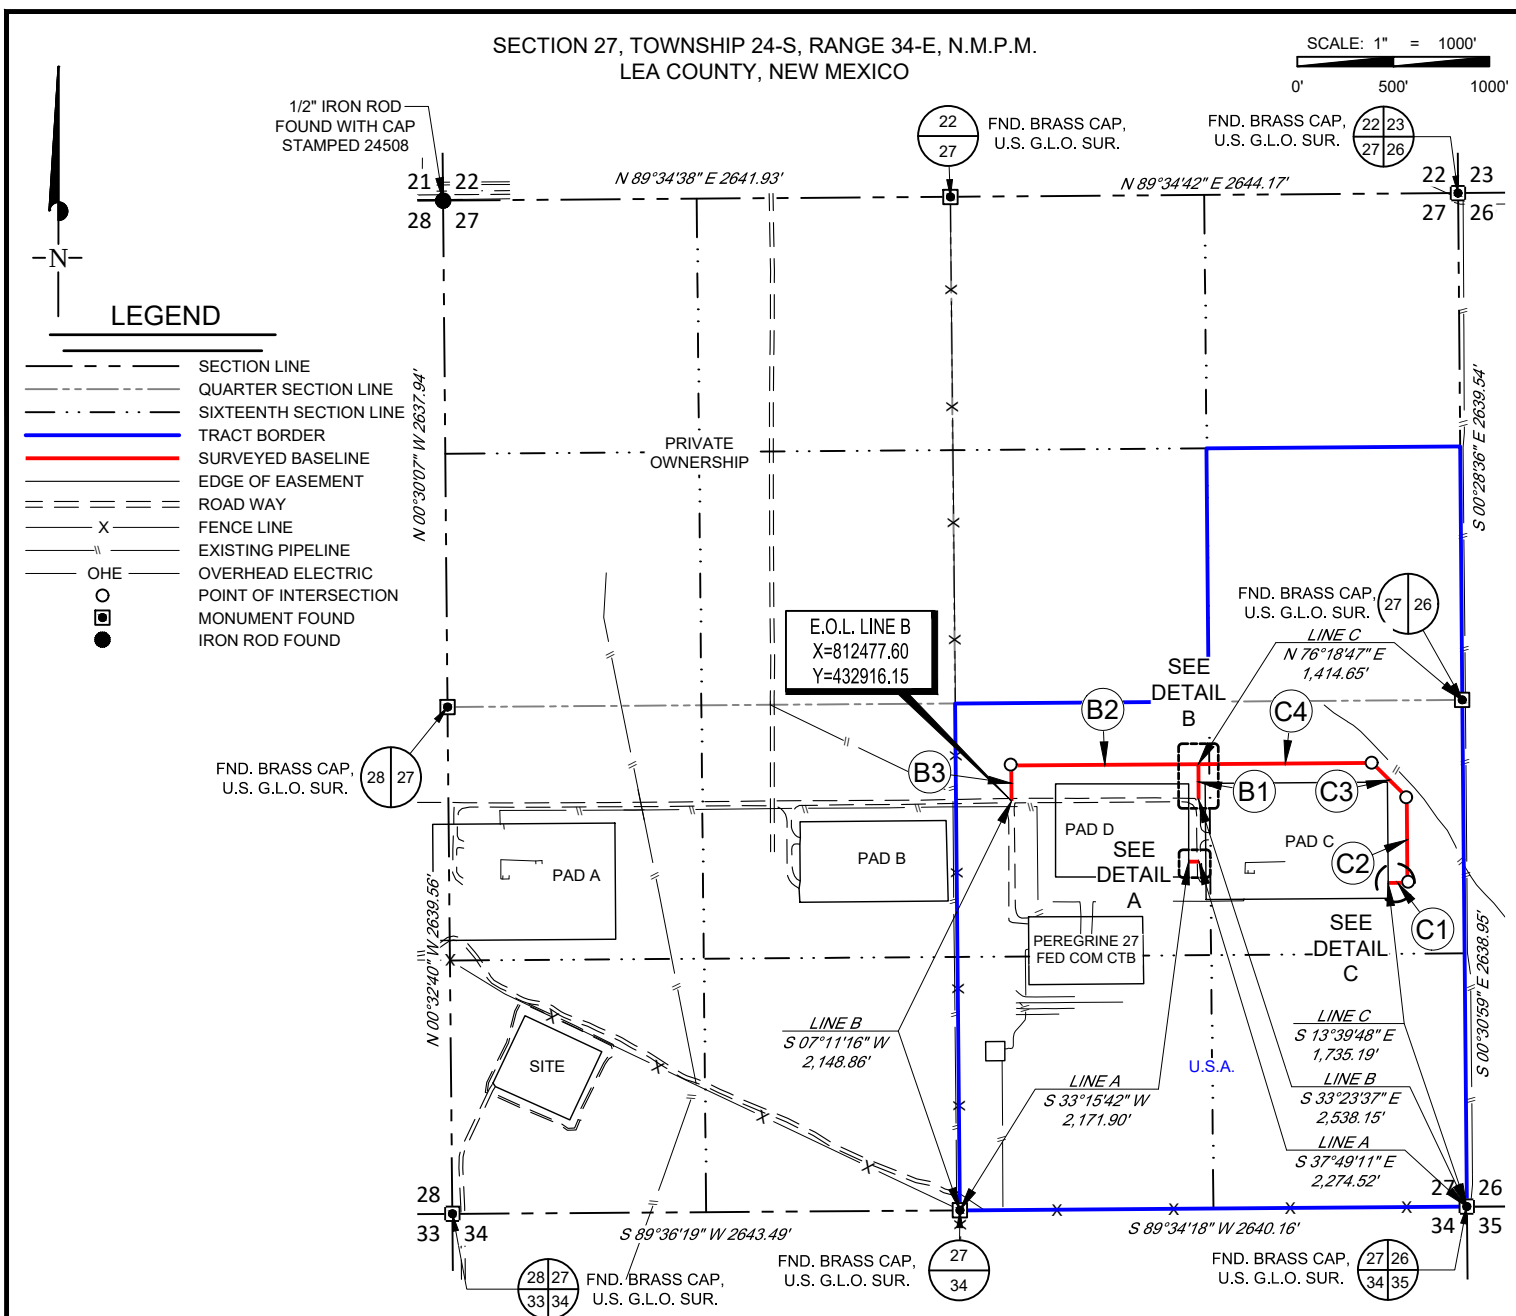 SECTION 27, TOWNSHIP 24-S, RANGE 34-E, N.M.P.M.
LEA COUNTY, NEW MEXICO
SCALE: 1" = 1000'
0' 500' 1000'
1/2" IRON ROD
FOUND WITH CAP
STAMPED 24508
22
27
FND. BRASS CAP,
U.S. G.L.O. SUR.
FND. BRASS CAP,
U.S. G.L.O. SUR.
22 23
27 26
21 22
28 27
N 89°34'38" E 2641.93'
N 89°34'42" E 2644.17'
22 23
27 26
N
LEGEND
SECTION LINE
QUARTER SECTION LINE
SIXTEENTH SECTION LINE
TRACT BORDER
SURVEYED BASELINE
EDGE OF EASEMENT
ROAD WAY
X FENCE LINE
EXISTING PIPELINE
OHE OVERHEAD ELECTRIC
POINT OF INTERSECTION
MONUMENT FOUND
IRON ROD FOUND
N 00°30'07" W 2637.94'
S 00°28'36" E 2639.54'
PRIVATE
OWNERSHIP
E.O.L. LINE B
X=812477.60
Y=432916.15
FND. BRASS CAP,
U.S. G.L.O. SUR.
27 26
LINE C
N 76°18'47" E
1,414.65'
SEE
DETAIL
B
B2
C4
FND. BRASS CAP,
U.S. G.L.O. SUR.
28 27
B3
B1
C3
PAD A
PAD B
PAD D
PAD C
SEE
DETAIL
A
C2
C1
SEE
DETAIL
C
PEREGRINE 27
FED COM CTB
N 00°32'40" W 2639.56'
S 00°30'59" E 2638.95'
SITE
LINE B
S 07°11'16" W
2,148.86'
LINE A
S 33°15'42" W
2,171.90'
U.S.A.
LINE C
S 13°39'48" E
1,735.19'
LINE B
S 33°23'37" E
2,538.15'
LINE A
S 37°49'11" E
2,274.52'
28
33 34
S 89°36'19" W 2643.49'
S 89°34'18" W 2640.16'
27 26
34 35
28 27
33 34
FND. BRASS CAP,
U.S. G.L.O. SUR.
FND. BRASS CAP,
U.S. G.L.O. SUR.
27
34
FND. BRASS CAP,
U.S. G.L.O. SUR.
27 26
34 35